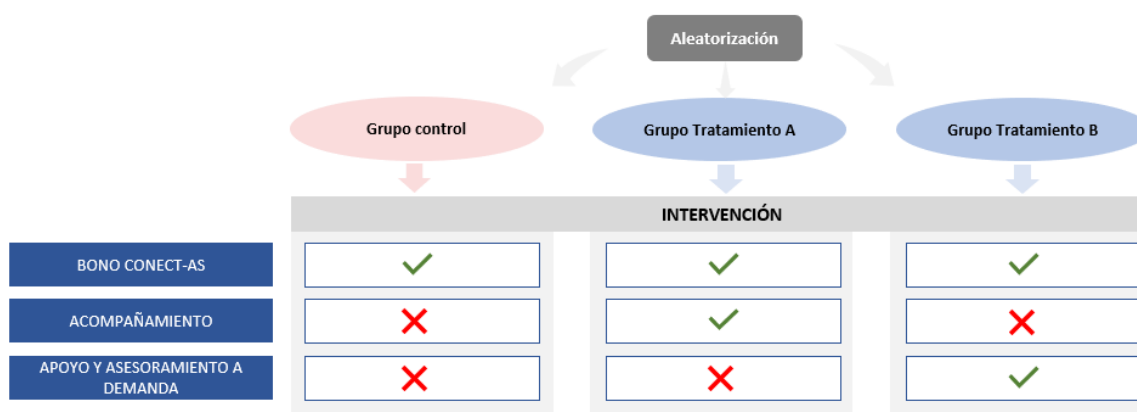 Aleatorización
Grupo control
Grupo Tratamiento A
Grupo Tratamiento B
INTERVENCIÓN
BONO CONECT-AS
ACOMPAÑAMIENTO
APOYO Y ASESORAMIENTO A
DEMANDA